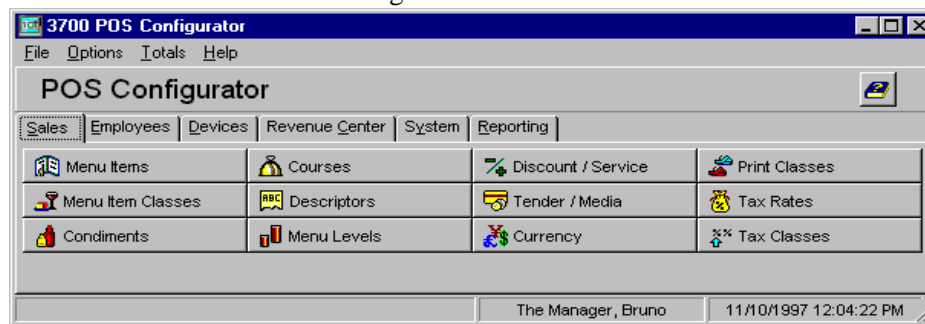 3700 POS Configurator
File Options Totals Help
POS Configurator
Sales Employees Devices Revenue Center System Reporting
Menu Items Courses Discount / Service Print Classes
Menu Item Classes ABC Descriptors Tender / Media Tax Rates
Condiments Menu Levels Currency Tax Classes
The Manager, Bruno 11/10/1997 12:04:22 PM